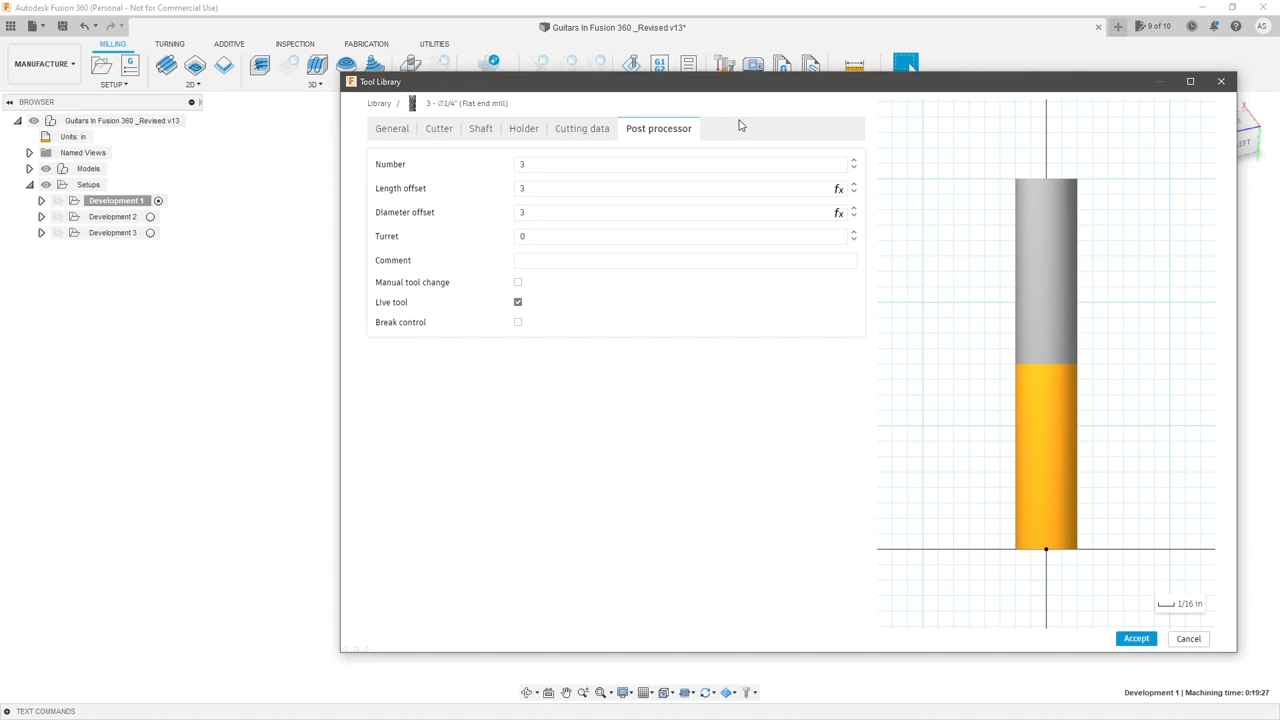 Autodesk Fusion 360 (Personal - Not for Commercial Use)
Guitars In Fusion 360 _Revised v13*
9 of 10
AS
MILLING TURNING ADDITIVE INSPECTION FABRICATION UTILITIES
MANUFACTURE
SETUP 2D 3D
BROWSER
Guitars In Fusion 360 _Revised v13
Units: in
Named Views
Models
Setups
Development 1
Development 2
Development 3
Tool Library
Library / 3 - Ø1/4" (Flat end mill)
General Cutter Shaft Holder Cutting data Post processor
Number 3
Length offset 3 fx
Diameter offset 3 fx
Turret 0
Comment
Manual tool change
Live tool
Break control
LEFT
X
1/16 in
Accept Cancel
Development 1 | Machining time: 0:19:27
TEXT COMMANDS